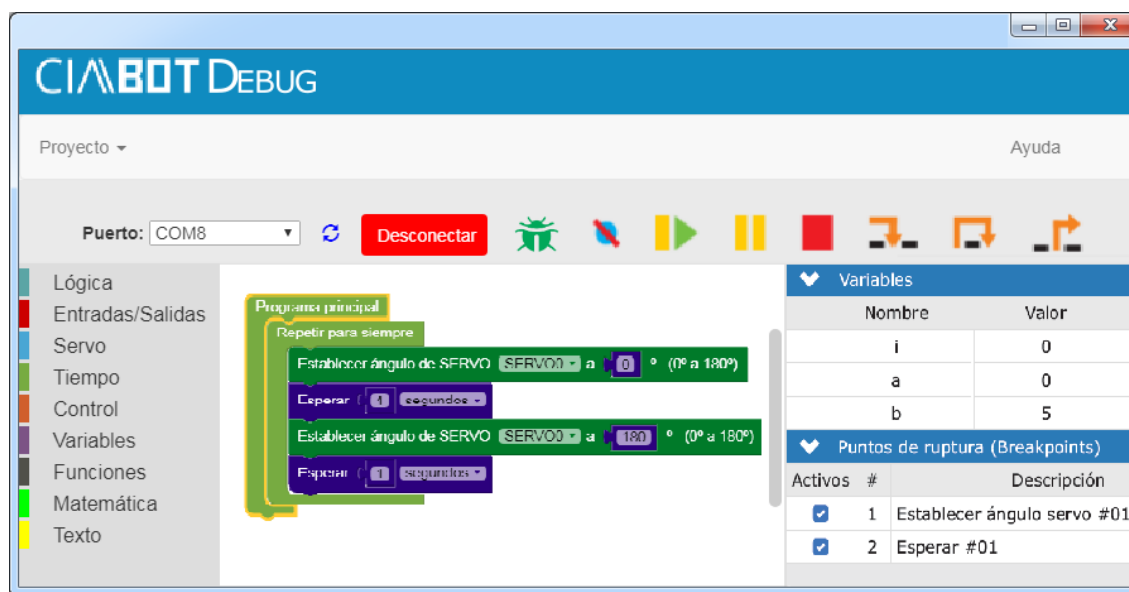 CIMBOT DEBUG
Proyecto
Ayuda
Puerto: COM8
Desconectar
Lógica
Entradas/Salidas
Servo
Tiempo
Control
Variables
Funciones
Matemática
Texto
Programa principal
Repetir para siempre
Establecer ángulo de SERVO SERVO0 a 0 º (0º a 180º)
Esperar 1 segundos
Establecer ángulo de SERVO SERVO0 a 180 º (0º a 180º)
Esperar 1 segundos
Variables
Nombre Valor
i 0
a 0
b 5
Puntos de ruptura (Breakpoints)
Activos # Descripción
1 Establecer ángulo servo #01
2 Esperar #01